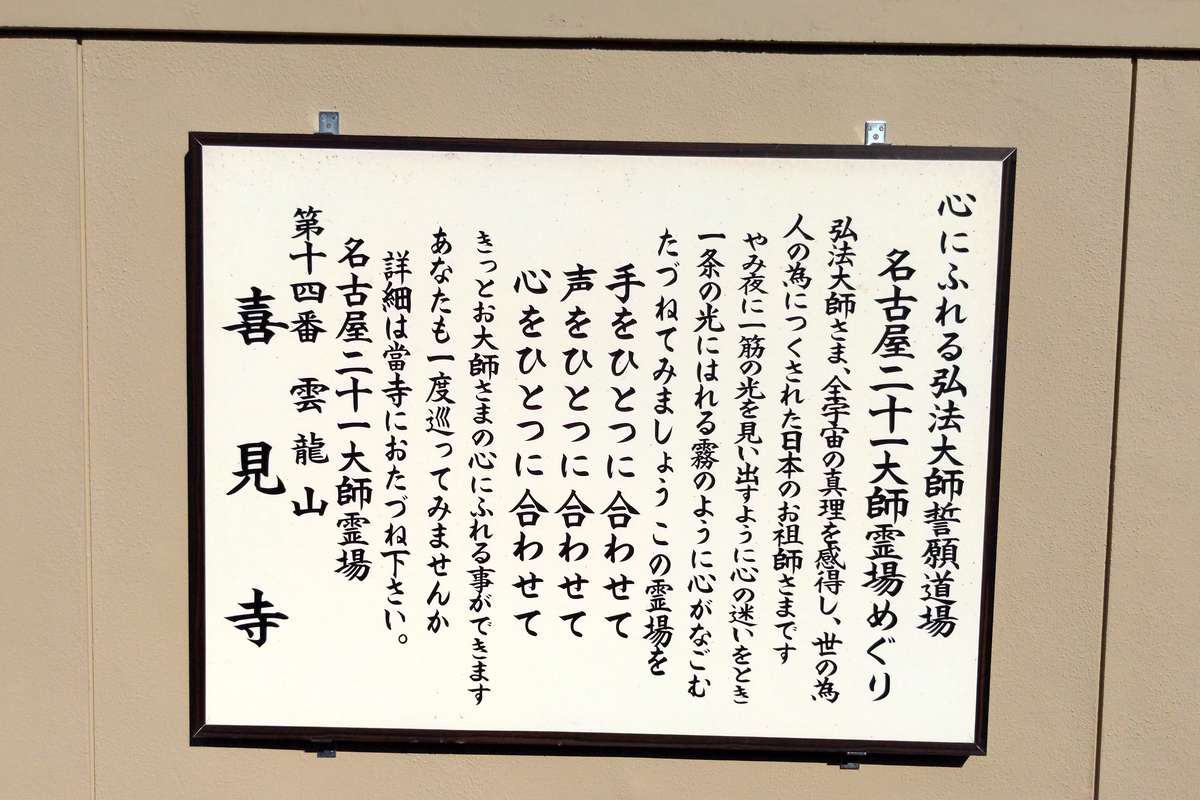 心にふれる弘法大師誓願道場
名古屋二十一大師霊場めぐり
弘法大師さま、全宇宙の真理を感得し、世の為
人の為につくされた日本のお祖師さまです
やみ夜に一筋の光を見い出すように心の迷いをとき
一条の光にはれる霧のように心がなごむ
たづねてみましょうこの霊場を
手をひとつに合わせて
声をひとつに合わせて
心をひとつに合わせて
きっとお大師さまの心にふれる事ができます
あなたも一度巡ってみませんか
詳細は當寺におたづね下さい。
名古屋二十一大師霊場
第十四番 雲龍山
喜見寺